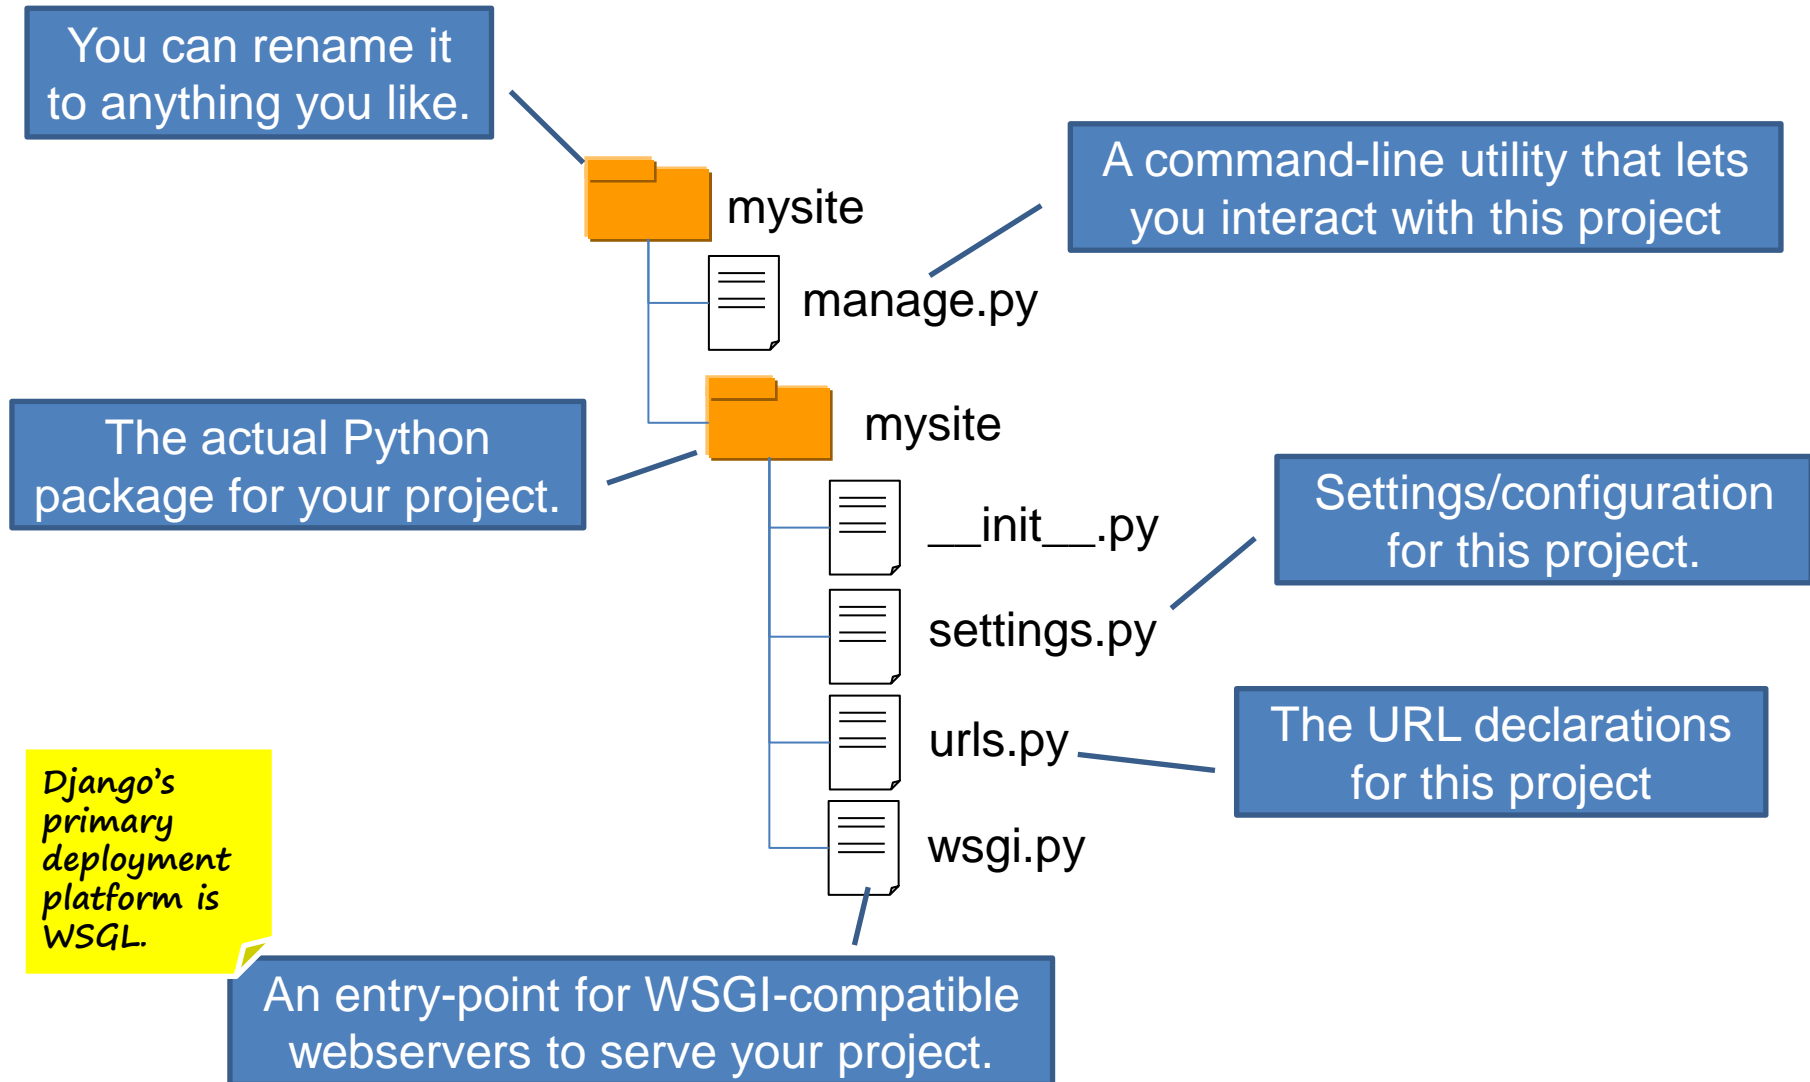 You can rename it
to anything you like.
mysite
A command-line utility that lets
you interact with this project
manage.py
The actual Python
package for your project.
mysite
__init__.py
Settings/configuration
for this project.
settings.py
urls.py
The URL declarations
for this project
Django's
primary
deployment
platform is
WSGL.
wsgi.py
An entry-point for WSGI-compatible
webservers to serve your project.